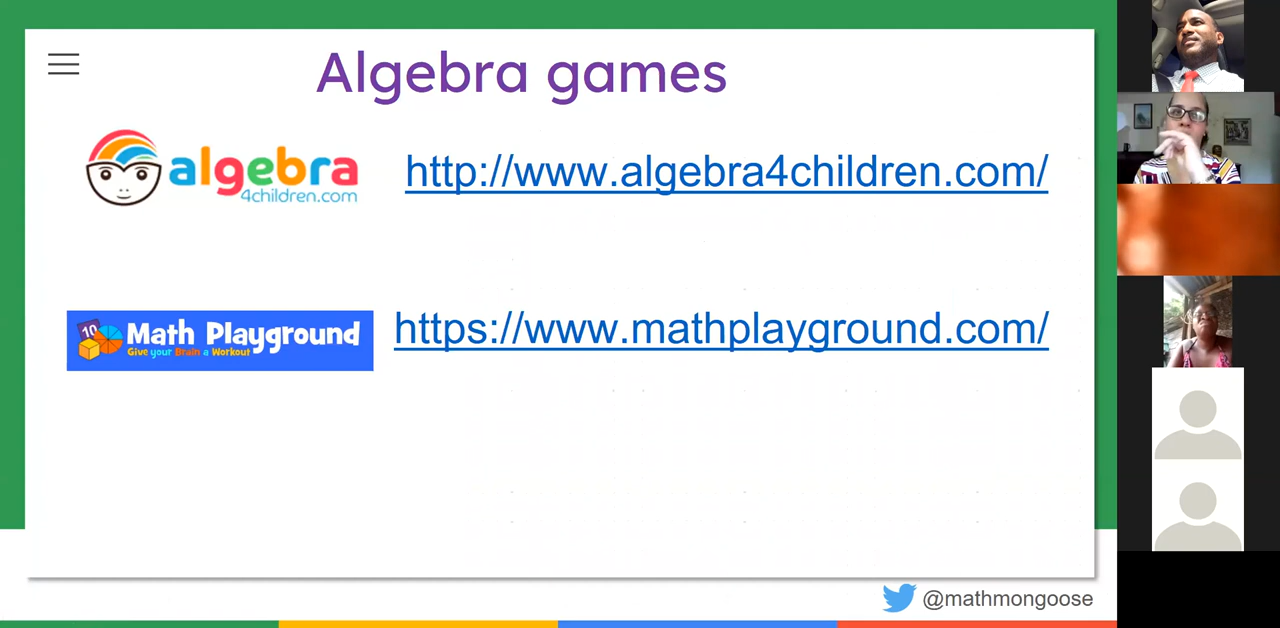 Algebra games
algebra
4children.com
http://www.algebra4children.com/
10
Math Playground
Give your Brain a Workout
https://www.mathplayground.com/
@mathmongoose